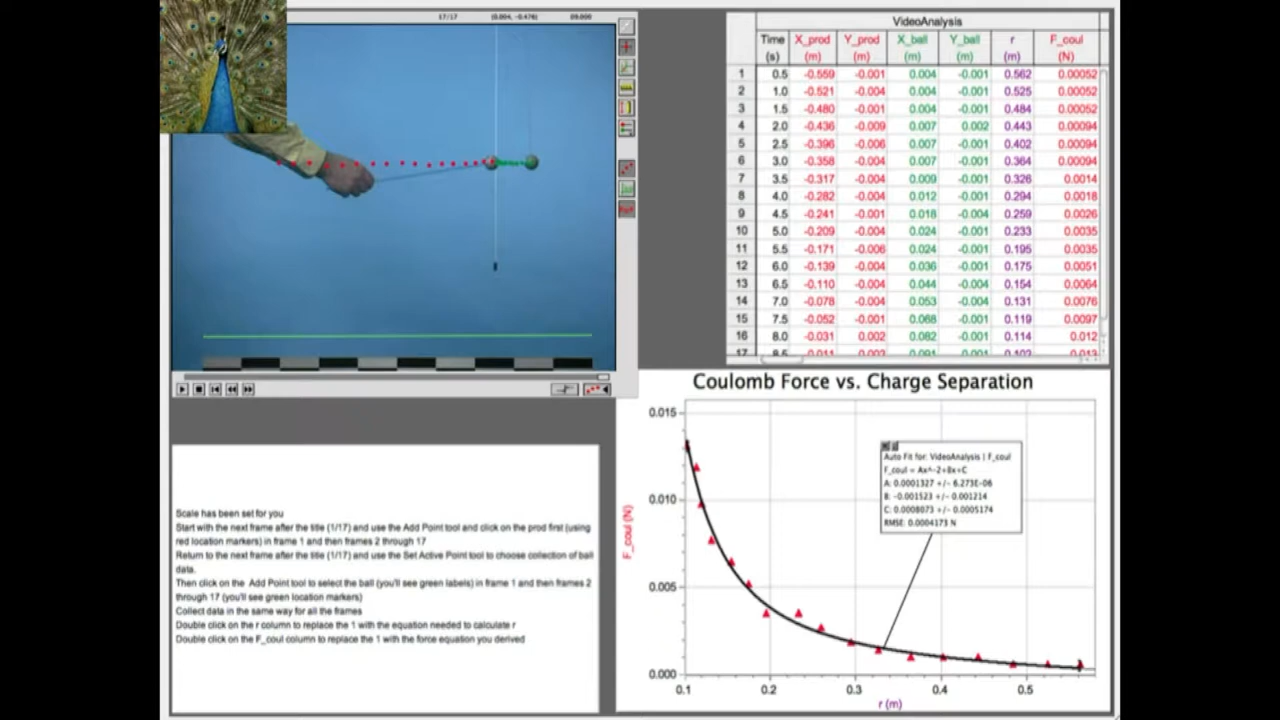 17/17 (0.004, -0.476) 09.000
VideoAnalysis
Time X_prod Y_prod X_ball Y_ball r F_coul
(s) (m) (m) (m) (m) (m) (N)
1 0.5 -0.559 -0.001 0.004 -0.001 0.562 0.00052
2 1.0 -0.521 -0.004 0.004 -0.001 0.525 0.00052
3 1.5 -0.480 -0.001 0.004 -0.001 0.484 0.00052
4 2.0 -0.436 -0.009 0.007 0.002 0.443 0.00094
5 2.5 -0.396 -0.006 0.007 -0.001 0.402 0.00094
6 3.0 -0.358 -0.004 0.007 -0.001 0.364 0.00094
7 3.5 -0.317 -0.004 0.009 -0.001 0.326 0.0014
8 4.0 -0.282 -0.004 0.012 -0.001 0.294 0.0018
9 4.5 -0.241 -0.001 0.018 -0.004 0.259 0.0026
10 5.0 -0.209 -0.004 0.024 -0.001 0.233 0.0035
11 5.5 -0.171 -0.006 0.024 -0.001 0.195 0.0035
12 6.0 -0.139 -0.004 0.036 -0.001 0.175 0.0051
13 6.5 -0.110 -0.004 0.044 -0.001 0.154 0.0064
14 7.0 -0.078 -0.004 0.053 -0.001 0.131 0.0076
15 7.5 -0.052 -0.001 0.068 -0.001 0.119 0.0097
16 8.0 -0.031 0.002 0.082 -0.001 0.114 0.012
17 8.5
Coulomb Force vs. Charge Separation
0.015
0.010
0.005
0.000
F_coul (N)
Auto Fit for: VideoAnalysis | F_coul
F_coul = Ax^-2+Bx+C
A: 0.0001327 +/- 6.273E-06
B: -0.001523 +/- 0.001214
C: 0.0008073 +/- 0.0005174
RMSE: 0.0004173 N
0.1 0.2 0.3 0.4 0.5
r (m)
Scale has been set for you
Start with the next frame after the title (1/17) and use the Add Point tool and click on the prod first (using
red location markers) in frame 1 and then frames 2 through 17
Return to the next frame after the title (1/17) and use the Set Active Point tool to choose collection of ball
data.
Then click on the Add Point tool to select the ball (you'll see green labels) in frame 1 and then frames 2
through 17 (you'll see green location markers)
Collect data in the same way for all the frames
Double click on the r column to replace the 1 with the equation needed to calculate r
Double click on the F_coul column to replace the 1 with the force equation you derived